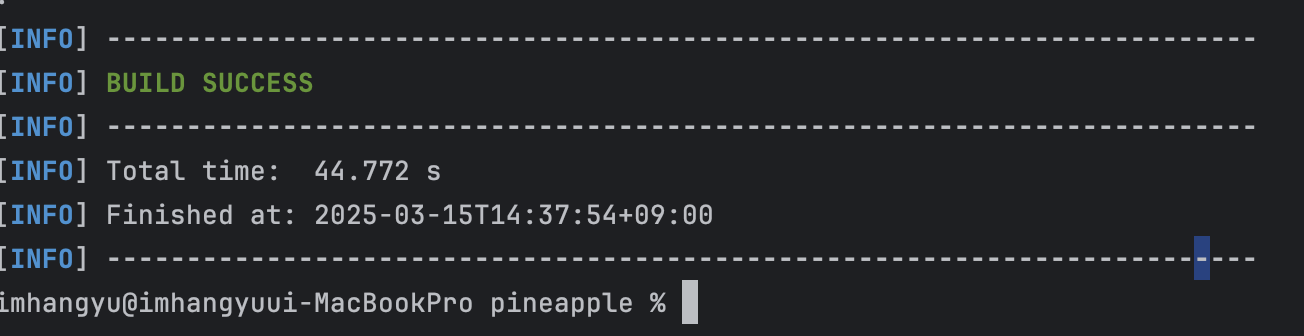 [INFO] ------------------------------------------------------------------------
[INFO] BUILD SUCCESS
[INFO] ------------------------------------------------------------------------
[INFO] Total time:  44.772 s
[INFO] Finished at: 2025-03-15T14:37:54+09:00
[INFO] ------------------------------------------------------------------------
imhangyu@imhangyuui-MacBookPro pineapple %